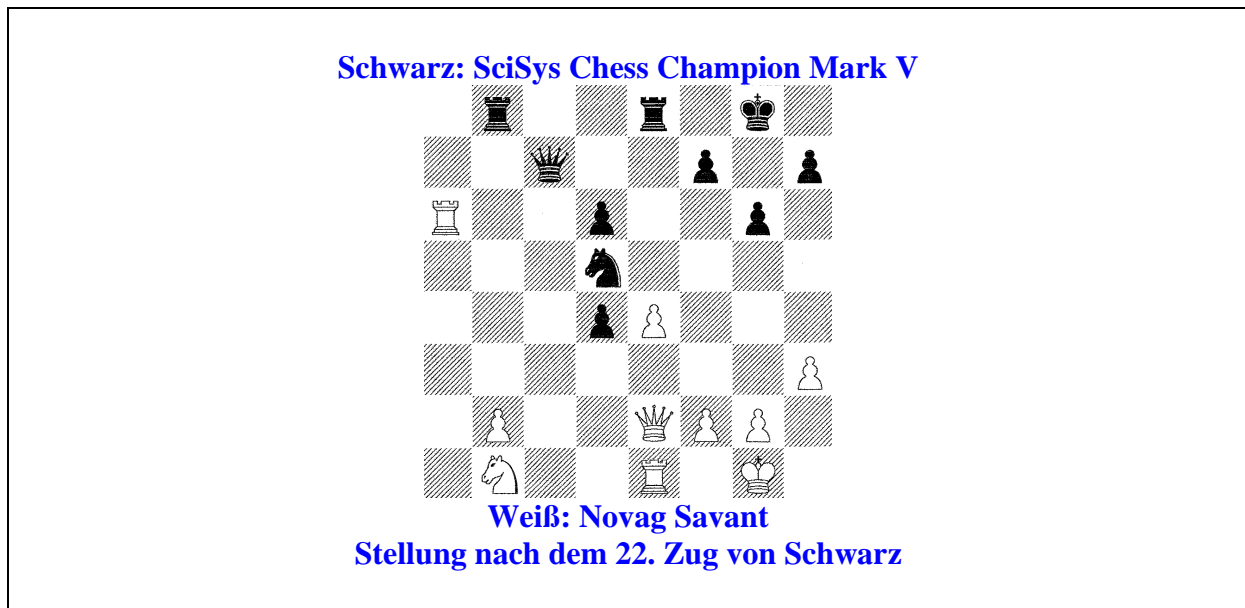 Schwarz: SciSys Chess Champion Mark V
Weiß: Novag Savant
Stellung nach dem 22. Zug von Schwarz